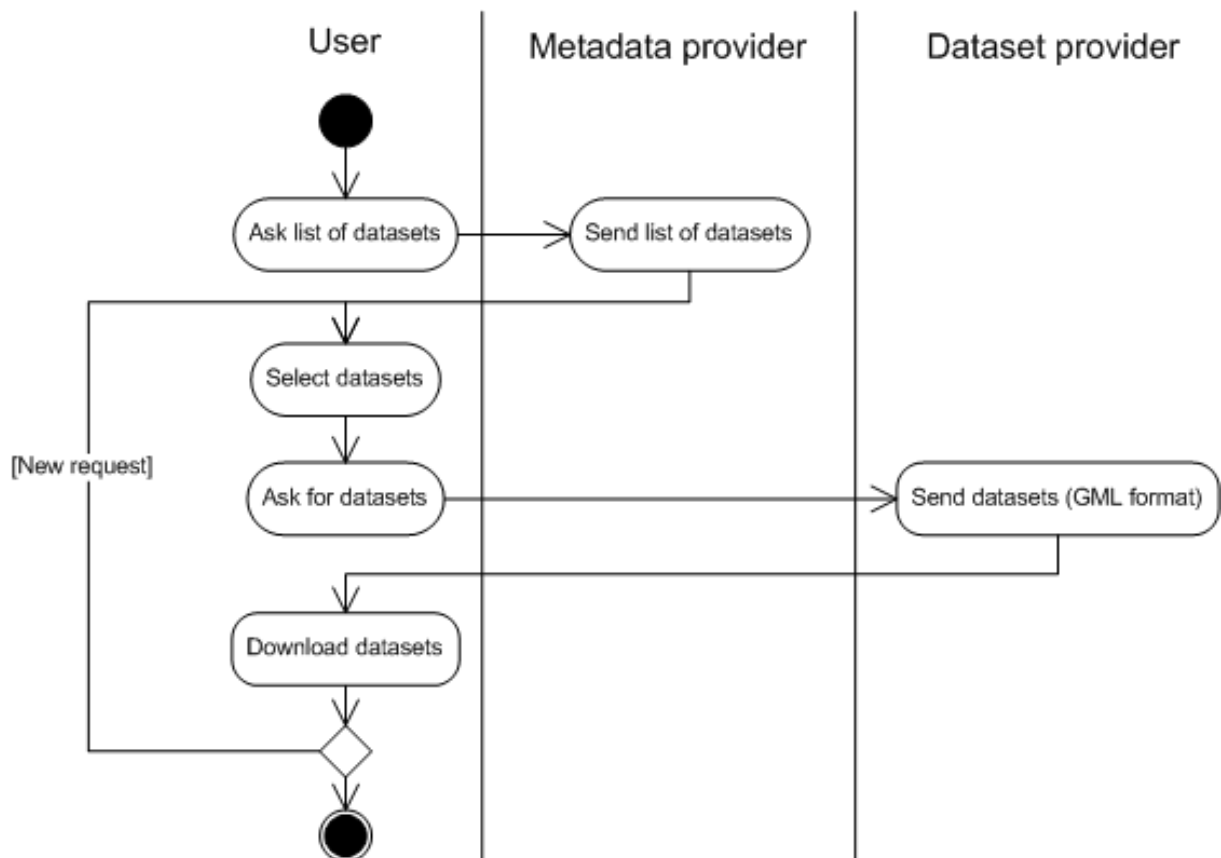 User
Metadata provider
Dataset provider
Ask list of datasets
Send list of datasets
Select datasets
[New request]
Ask for datasets
Send datasets (GML format)
Download datasets